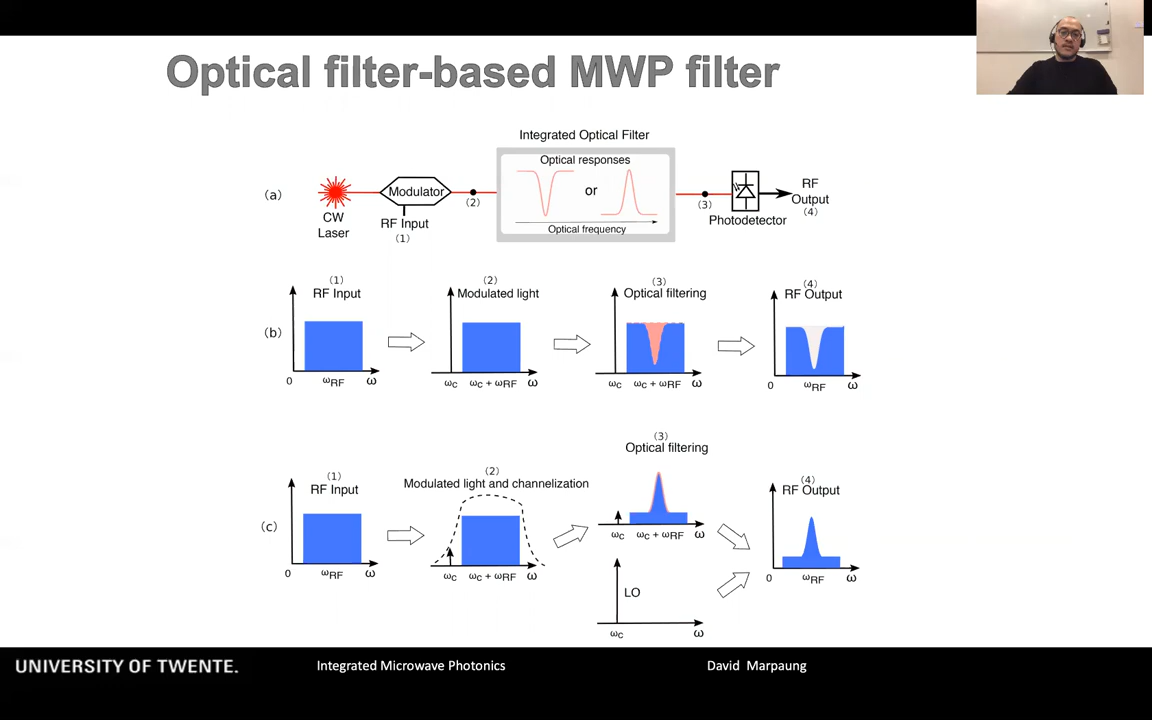 Optical filter-based MWP filter
Integrated Optical Filter
Optical responses
or
Optical frequency
(a)
CW
Laser
Modulator
RF Input
(1)
(2)
(3)
Photodetector
RF
Output
(4)
(b)
(1)
RF Input
0
ωRF
ω
(2)
Modulated light
ωc
ωc + ωRF
ω
(3)
Optical filtering
ωc
ωc + ωRF
ω
(4)
RF Output
0
ωRF
ω
(c)
(1)
RF Input
0
ωRF
ω
(2)
Modulated light and channelization
ωc
ωc + ωRF
ω
(3)
Optical filtering
ωc
ωc + ωRF
ω
LO
ωc
ω
(4)
RF Output
0
ωRF
ω
UNIVERSITY OF TWENTE.
Integrated Microwave Photonics
David Marpaung